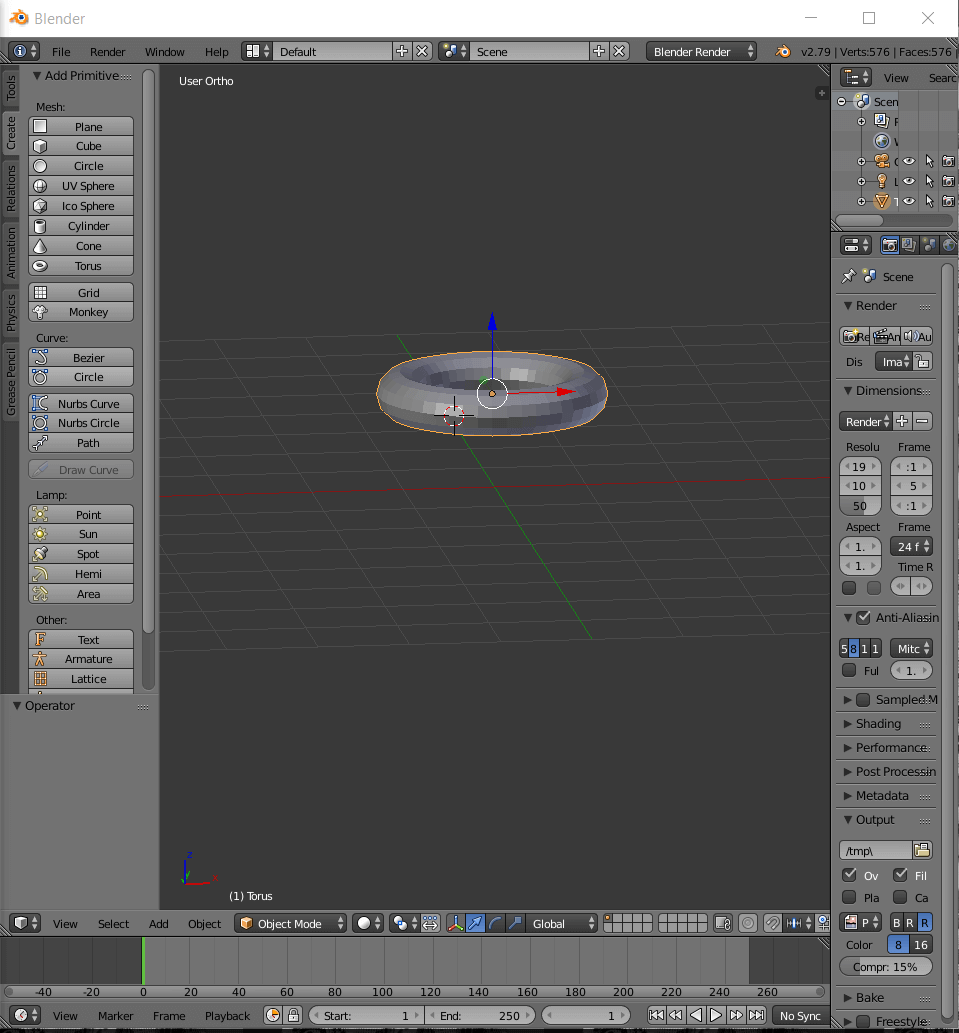 Blender
File Render Window Help Default Scene Blender Render v2.79 | Verts:576 | Faces:576 |
Tools
Create
Relations
Animation
Physics
Grease Pencil
Add Primitive
Mesh:
Plane
Cube
Circle
UV Sphere
Ico Sphere
Cylinder
Cone
Torus
Grid
Monkey
Curve:
Bezier
Circle
Nurbs Curve
Nurbs Circle
Path
Draw Curve
Lamp:
Point
Sun
Spot
Hemi
Area
Other:
Text
Armature
Lattice
Operator
User Ortho
z
y
x
(1) Torus
View Select Add Object Object Mode Global
-40 -20 0 20 40 60 80 100 120 140 160 180 200 220 240 260
View Marker Frame Playback Start: 1 End: 250 1 No Sync
View Searc
Scen
Scene
Render
Re An Au
Dis Ima
Dimensions
Render
Resolu Frame
19 :1
10 5
50 :1
Aspect Frame
1. 24 f
1. Time R
Anti-Aliasin
5 8 1 1 Mitc
Ful 1.
Sampled M
Shading
Performance
Post Processin
Metadata
Output
/tmp\
Ov Fil
Pla Ca
P B R R
Color 8 16
Compr: 15%
Bake
Freestyle